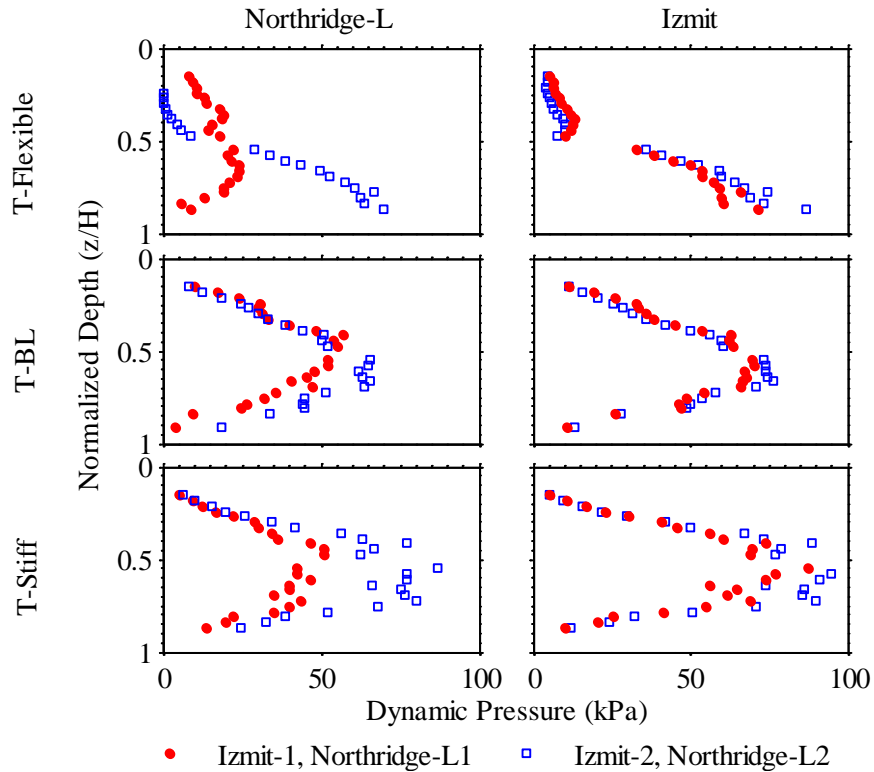 Northridge-L Izmit
0
0.5
1
T-Flexible
0
0.5
1
T-BL
Normalized Depth (z/H)
0
0.5
1
T-Stiff
0 50 100 0 50 100
Dynamic Pressure (kPa)
Izmit-1, Northridge-L1 Izmit-2, Northridge-L2